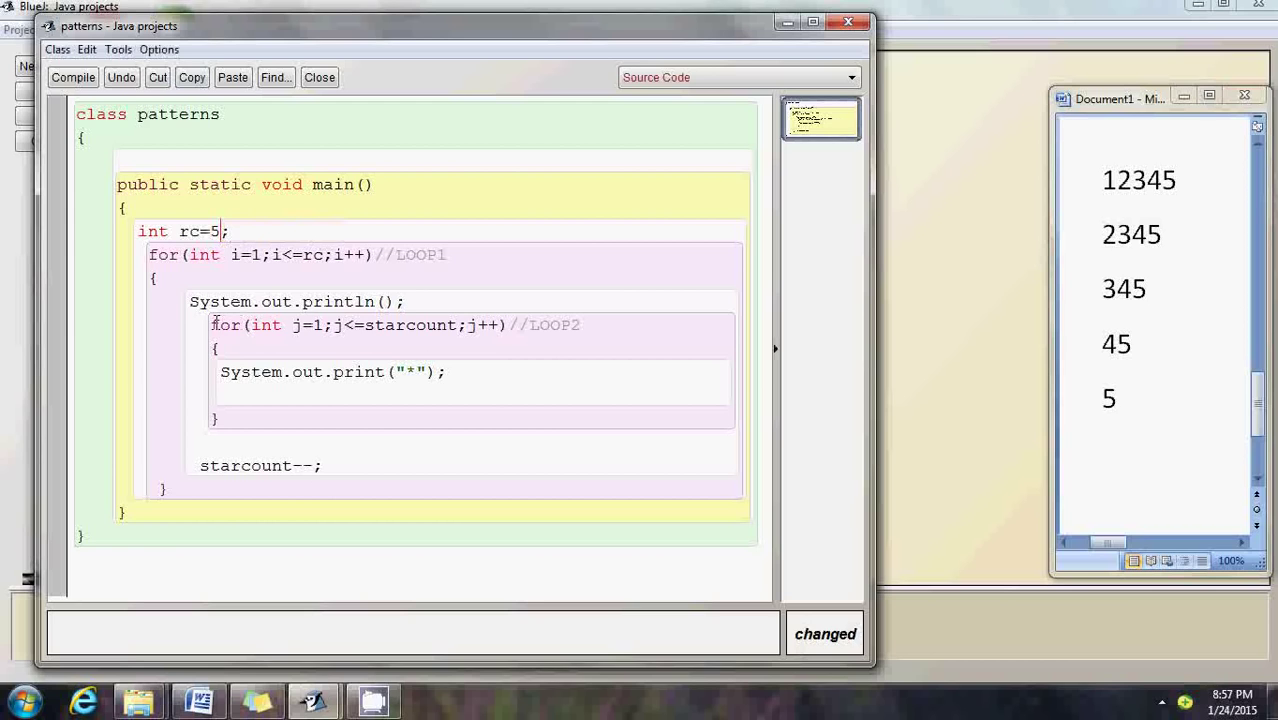 BlueJ: Java projects
Proje
Ne
patterns - Java projects
Class Edit Tools Options
Compile Undo Cut Copy Paste Find... Close
Source Code
class patterns
{
public static void main()
{
int rc=5;
for(int i=1;i<=rc;i++)//LOOP1
{
System.out.println();
for(int j=1;j<=starcount;j++)//LOOP2
{
System.out.print("*");
}
starcount--;
}
}
}
changed
Document1 - Mi...
12345
2345
345
45
5
100%
8:57 PM
1/24/2015